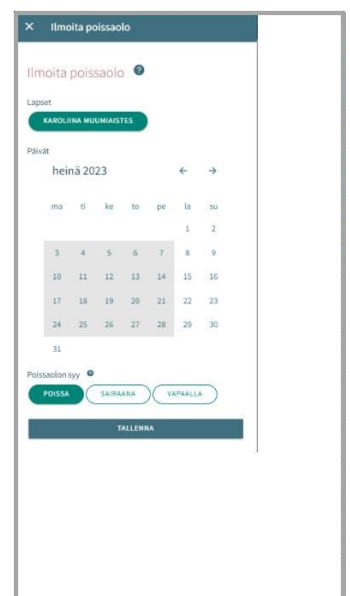 × Ilmoita poissaolo
Ilmoita poissaolo ?
Lapset
KAROLIINA MUUMIAISTES
Päivät
heinä 2023 ← →
ma ti ke to pe la su
1 2
3 4 5 6 7 8 9
10 11 12 13 14 15 16
17 18 19 20 21 22 23
24 25 26 27 28 29 30
31
Poissaolon syy ?
POISSA SAIRAANA VAPAALLA
TALLENNA